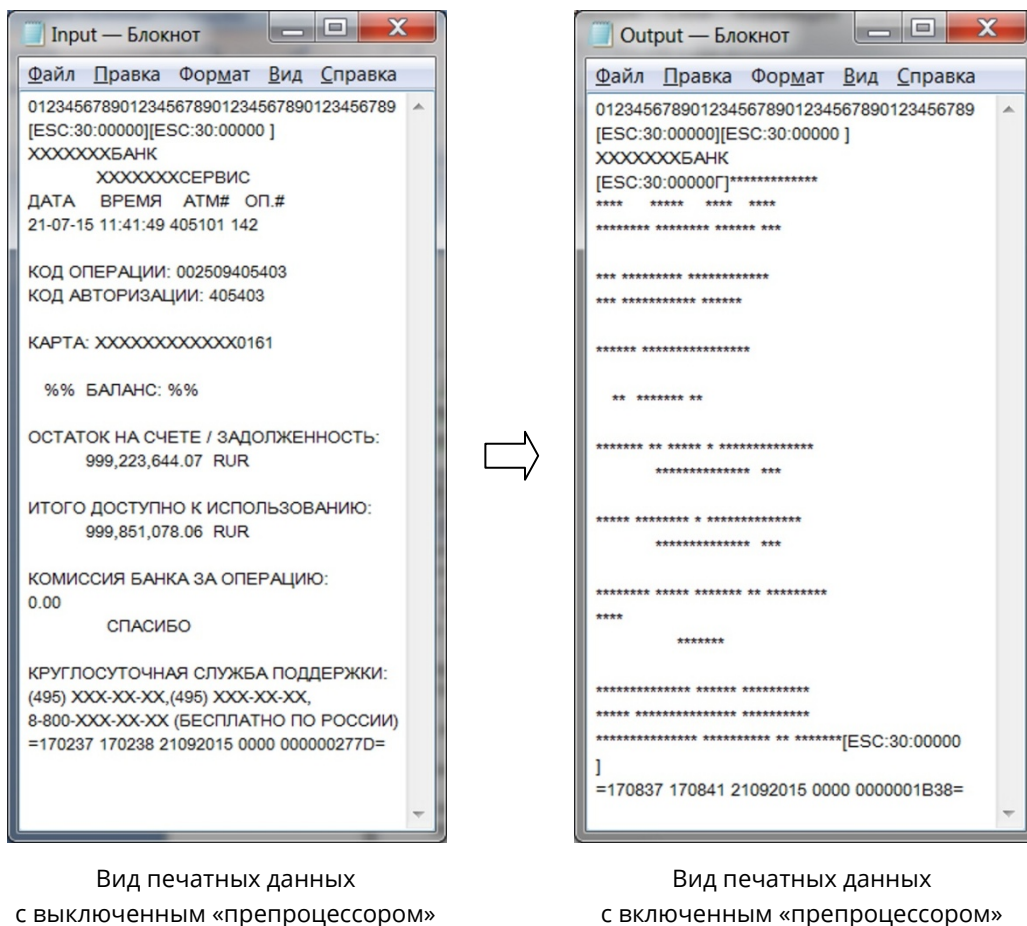 Input — Блокнот
Файл Правка Формат Вид Справка
0123456789012345678901234567890123456789
[ESC:30:00000][ESC:30:00000 ]
XXXXXXXБАНК
XXXXXXXСЕРВИС
ДАТА ВРЕМЯ ATM# ОП.#
21-07-15 11:41:49 405101 142
КОД ОПЕРАЦИИ: 002509405403
КОД АВТОРИЗАЦИИ: 405403
КАРТА: XXXXXXXXXXXX0161
%% БАЛАНС: %%
ОСТАТОК НА СЧЕТЕ / ЗАДОЛЖЕННОСТЬ:
999,223,644.07 RUR
ИТОГО ДОСТУПНО К ИСПОЛЬЗОВАНИЮ:
999,851,078.06 RUR
КОМИССИЯ БАНКА ЗА ОПЕРАЦИЮ:
0.00
СПАСИБО
КРУГЛОСУТОЧНАЯ СЛУЖБА ПОДДЕРЖКИ:
(495) XXX-XX-XX,(495) XXX-XX-XX,
8-800-XXX-XX-XX (БЕСПЛАТНО ПО РОССИИ)
=170237 170238 21092015 0000 000000277D=
Вид печатных данных
с выключенным «препроцессором»
Output — Блокнот
Файл Правка Формат Вид Справка
0123456789012345678901234567890123456789
[ESC:30:00000][ESC:30:00000 ]
XXXXXXXБАНК
[ESC:30:00000Г]*************
**** ***** **** ****
******** ******** ****** ***
*** ********* ************
*** *********** ******
****** ****************
** ******* **
******* ** ***** * **************
************** ***
***** ******** * **************
************** ***
******** ***** ******* ** *********
****
*******
************** ****** **********
***** *************** **********
*************** ********** ** *******[ESC:30:00000
]
=170837 170841 21092015 0000 0000001B38=
Вид печатных данных
с включенным «препроцессором»